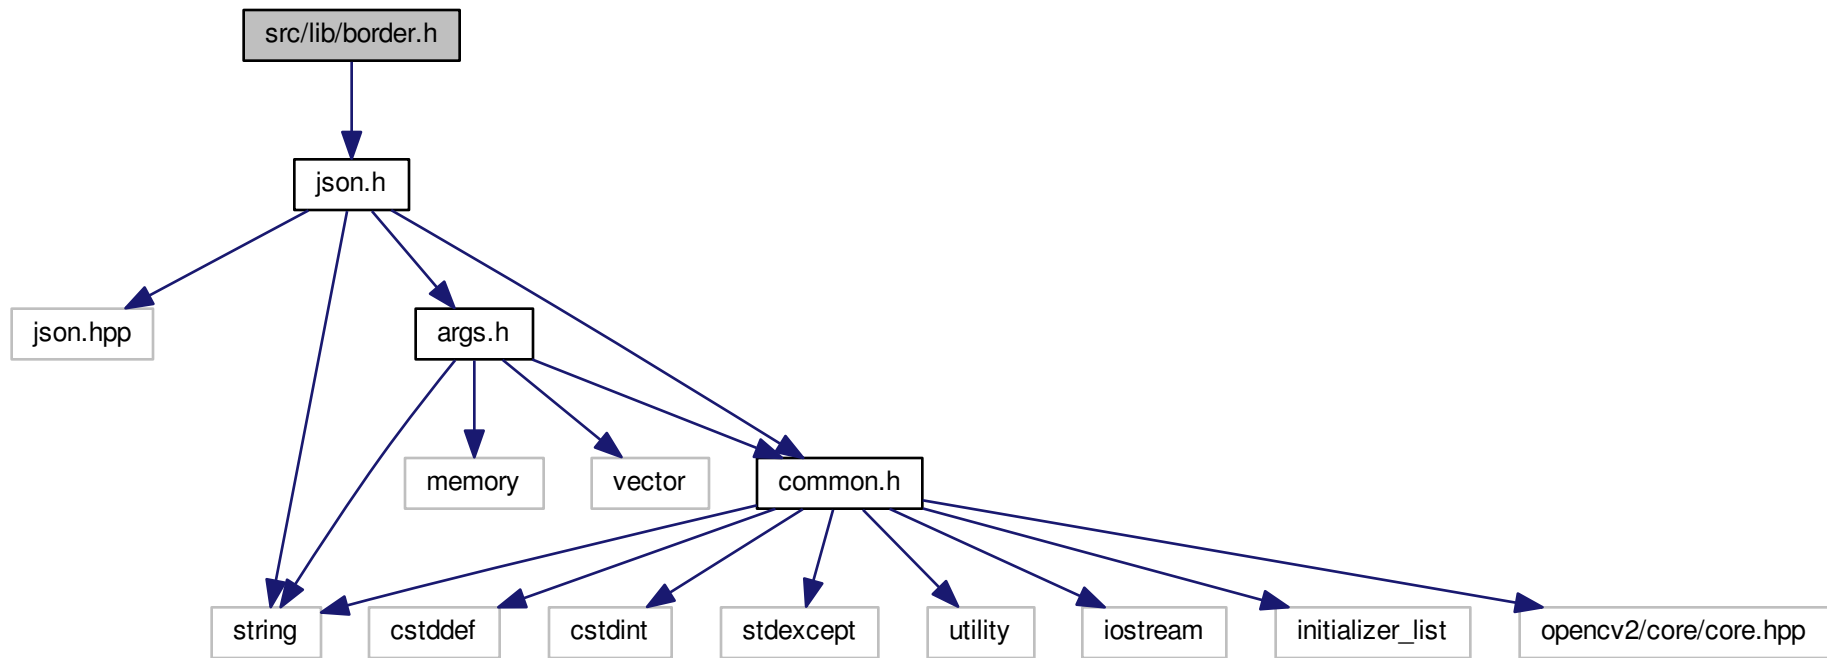 src/lib/border.h
json.h
json.hpp
args.h
memory
vector
common.h
string
cstddef
cstdint
stdexcept
utility
iostream
initializer_list
opencv2/core/core.hpp